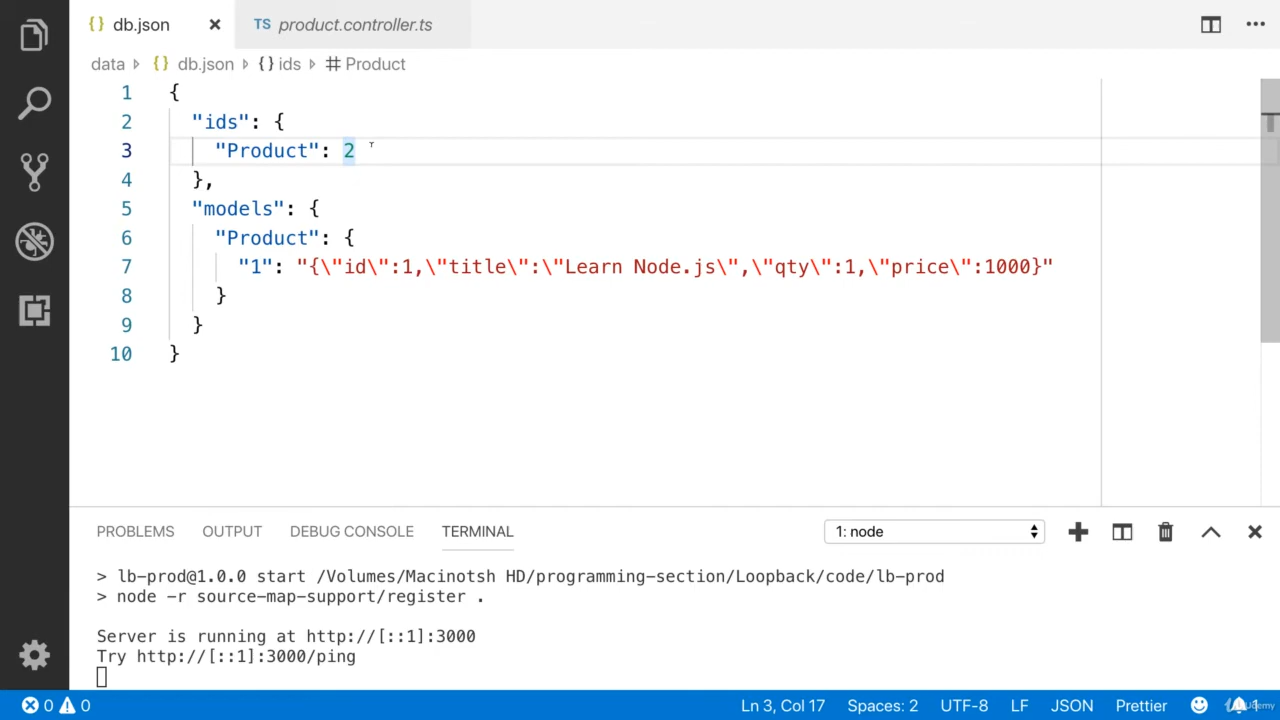 {} db.json × TS product.controller.ts
data {} db.json {} ids # Product
1 {
2 "ids": {
3 "Product": 2
4 },
5 "models": {
6 "Product": {
7 "1": "{\"id\":1,\"title\":\"Learn Node.js\",\"qty\":1,\"price\":1000}"
8 }
9 }
10 }
PROBLEMS OUTPUT DEBUG CONSOLE TERMINAL 1: node
> lb-prod@1.0.0 start /Volumes/Macinotsh HD/programming-section/Loopback/code/lb-prod
> node -r source-map-support/register .
Server is running at http://[::1]:3000
Try http://[::1]:3000/ping
0 0 Ln 3, Col 17 Spaces: 2 UTF-8 LF JSON Prettier Udemy